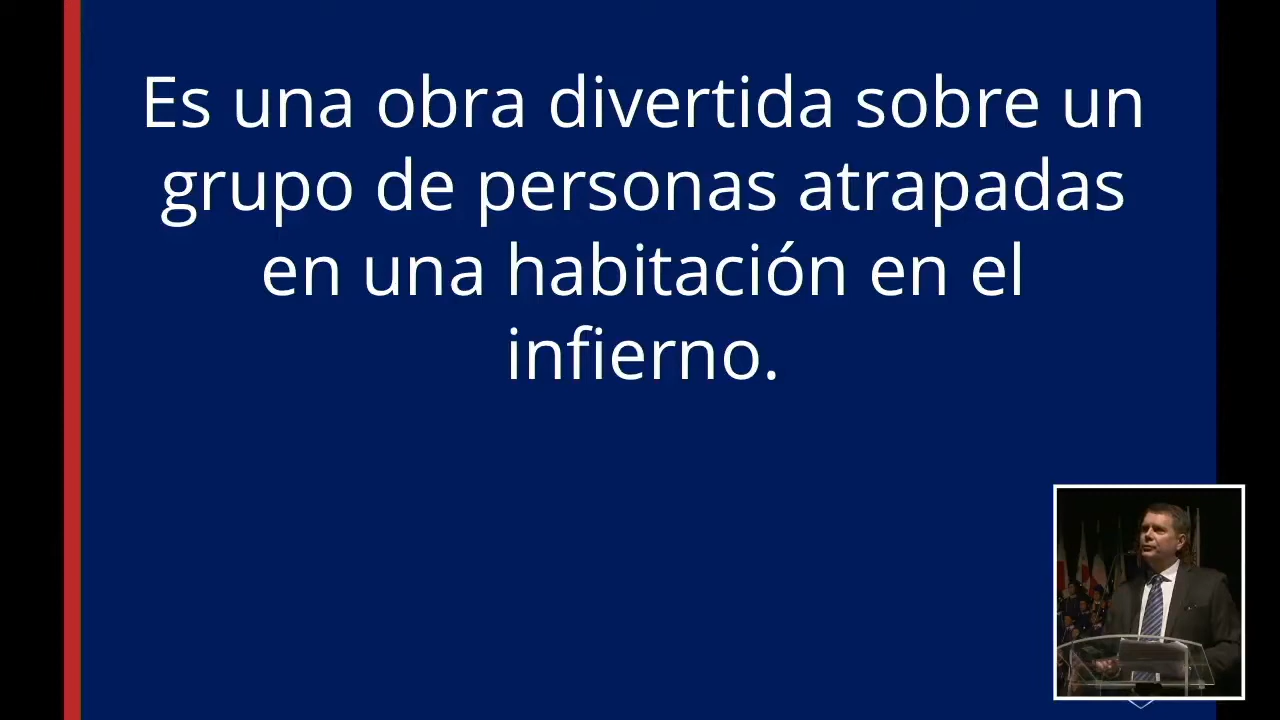 Es una obra divertida sobre un
grupo de personas atrapadas
en una habitación en el
infierno.